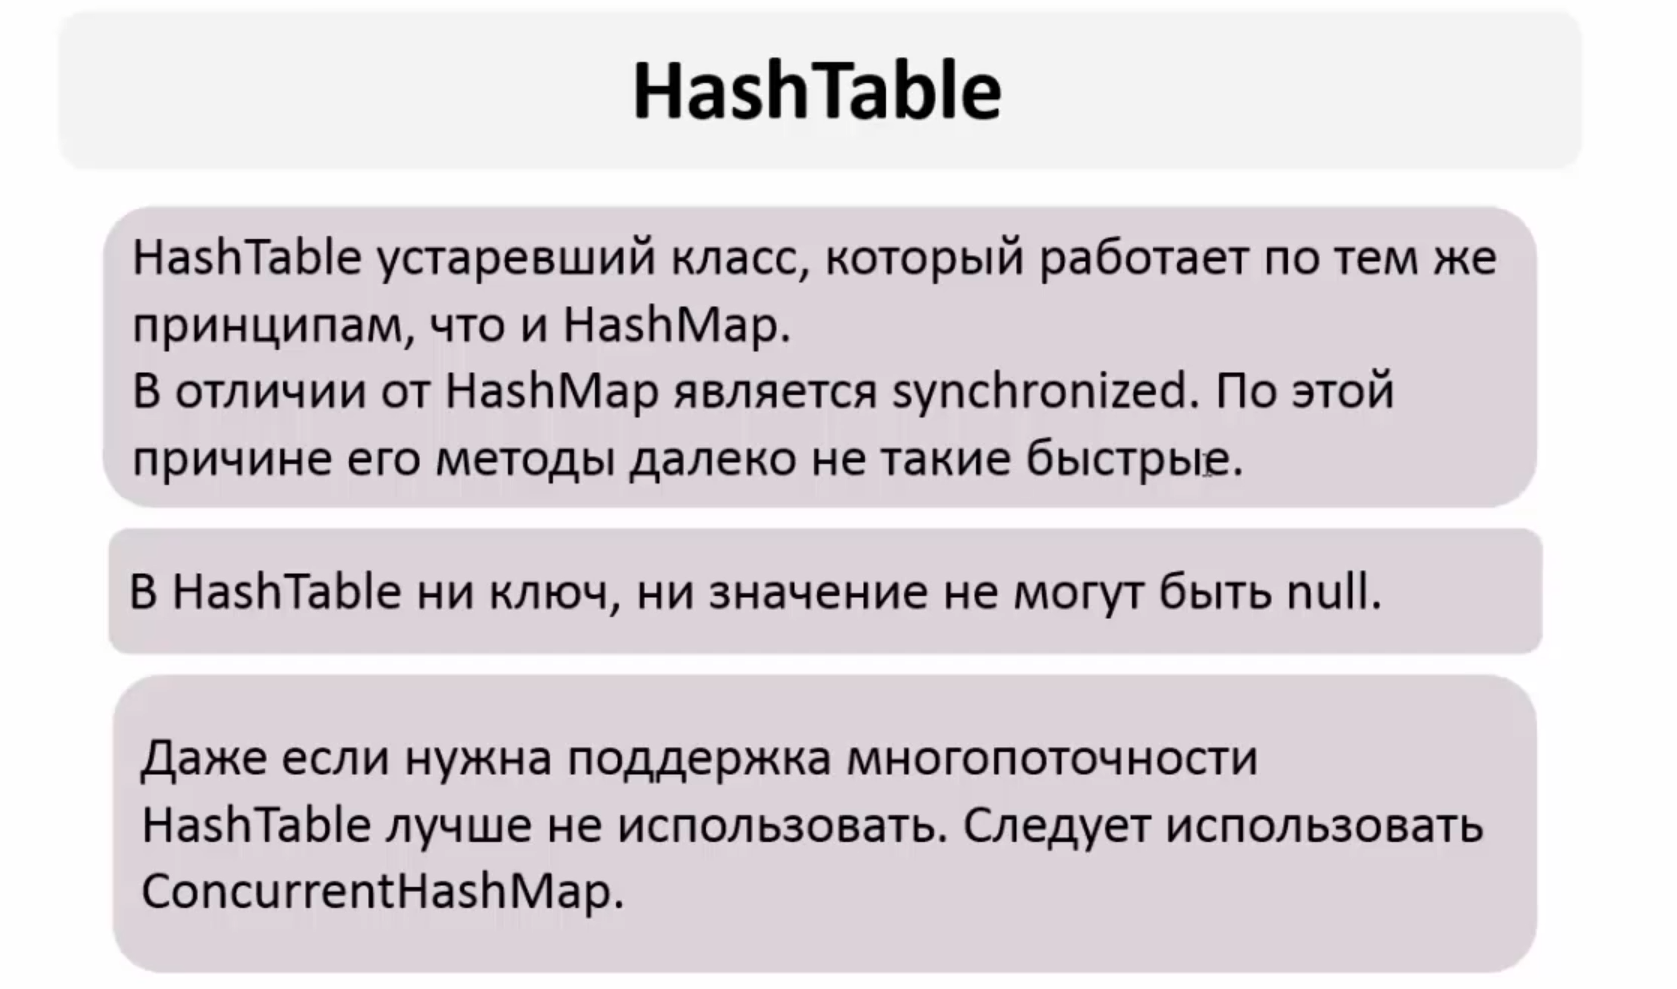 HashTable
HashTable устаревший класс, который работает по тем же
принципам, что и HashMap.
В отличии от HashMap является synchronized. По этой
причине его методы далеко не такие быстрые.
В HashTable ни ключ, ни значение не могут быть null.
Даже если нужна поддержка многопоточности
HashTable лучше не использовать. Следует использовать
ConcurrentHashMap.